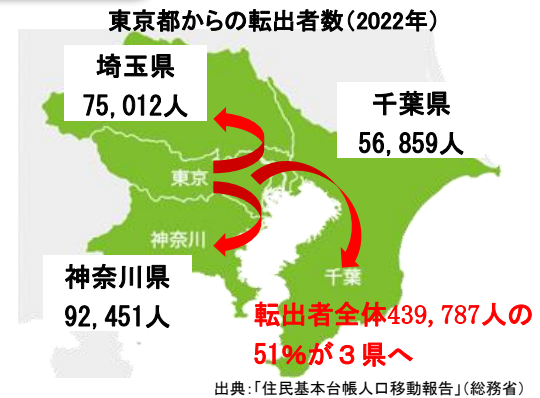 東京都からの転出者数（2022年）
埼玉県
75,012人
千葉県
56,859人
東京
神奈川
千葉
神奈川県
92,451人
転出者全体439,787人の
51％が３県へ
出典：「住民基本台帳人口移動報告」（総務省）